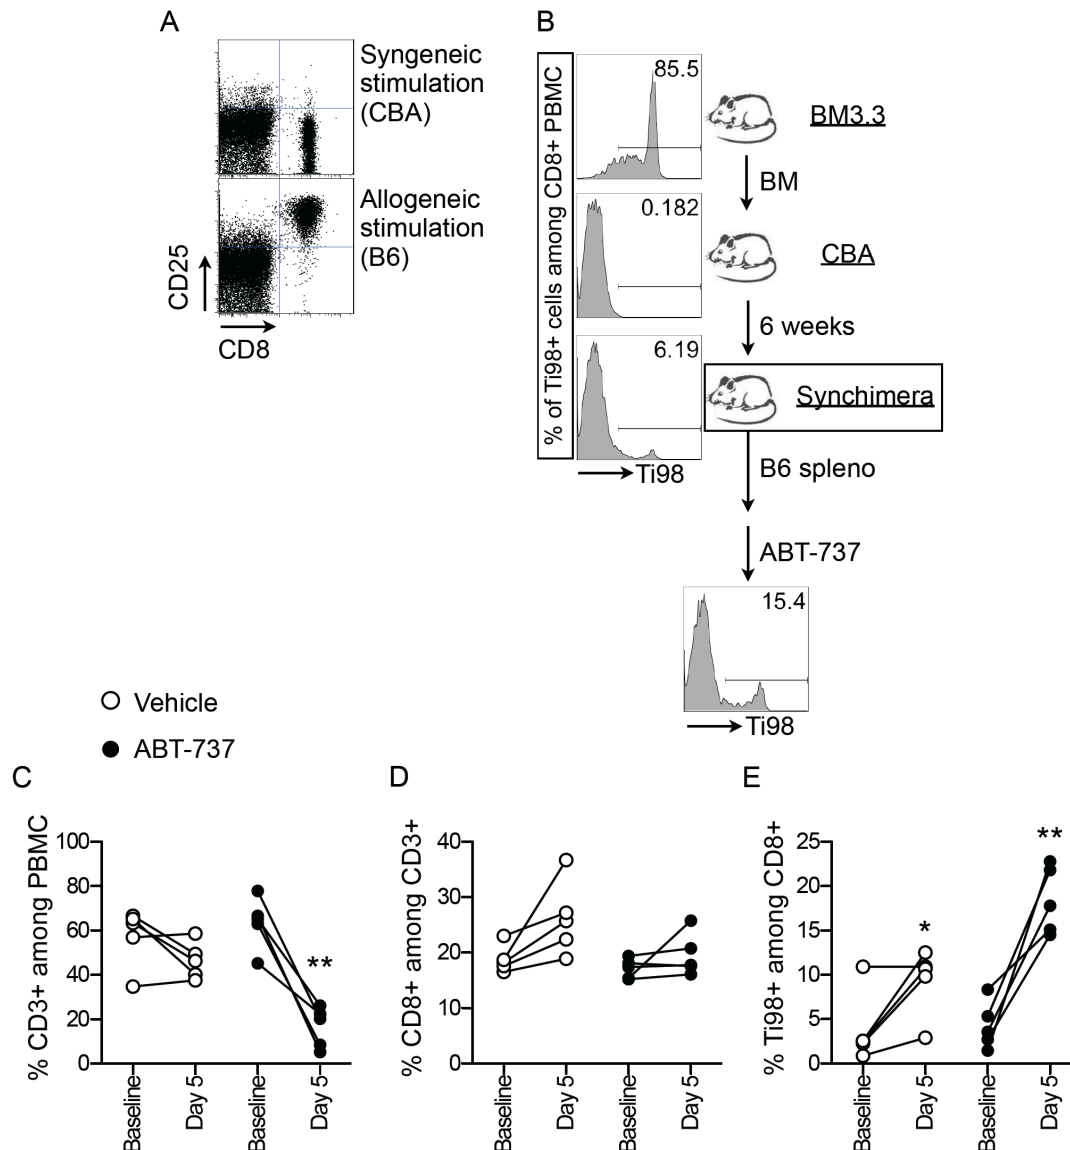 A
Syngeneic
stimulation
(CBA)
Allogeneic
stimulation
(B6)
CD25
CD8
B
% of Ti98+ cells among CD8+ PBMC
85.5
BM3.3
BM
0.182
CBA
6 weeks
6.19
Synchimera
Ti98
B6 spleno
ABT-737
15.4
Ti98
Vehicle
ABT-737
C
% CD3+ among PBMC
100
80
60
40
20
0
**
Baseline
Day 5
Baseline
Day 5
D
% CD8+ among CD3+
40
30
20
10
0
Baseline
Day 5
Baseline
Day 5
E
% Ti98+ among CD8+
25
20
15
10
5
0
*
**
Baseline
Day 5
Baseline
Day 5